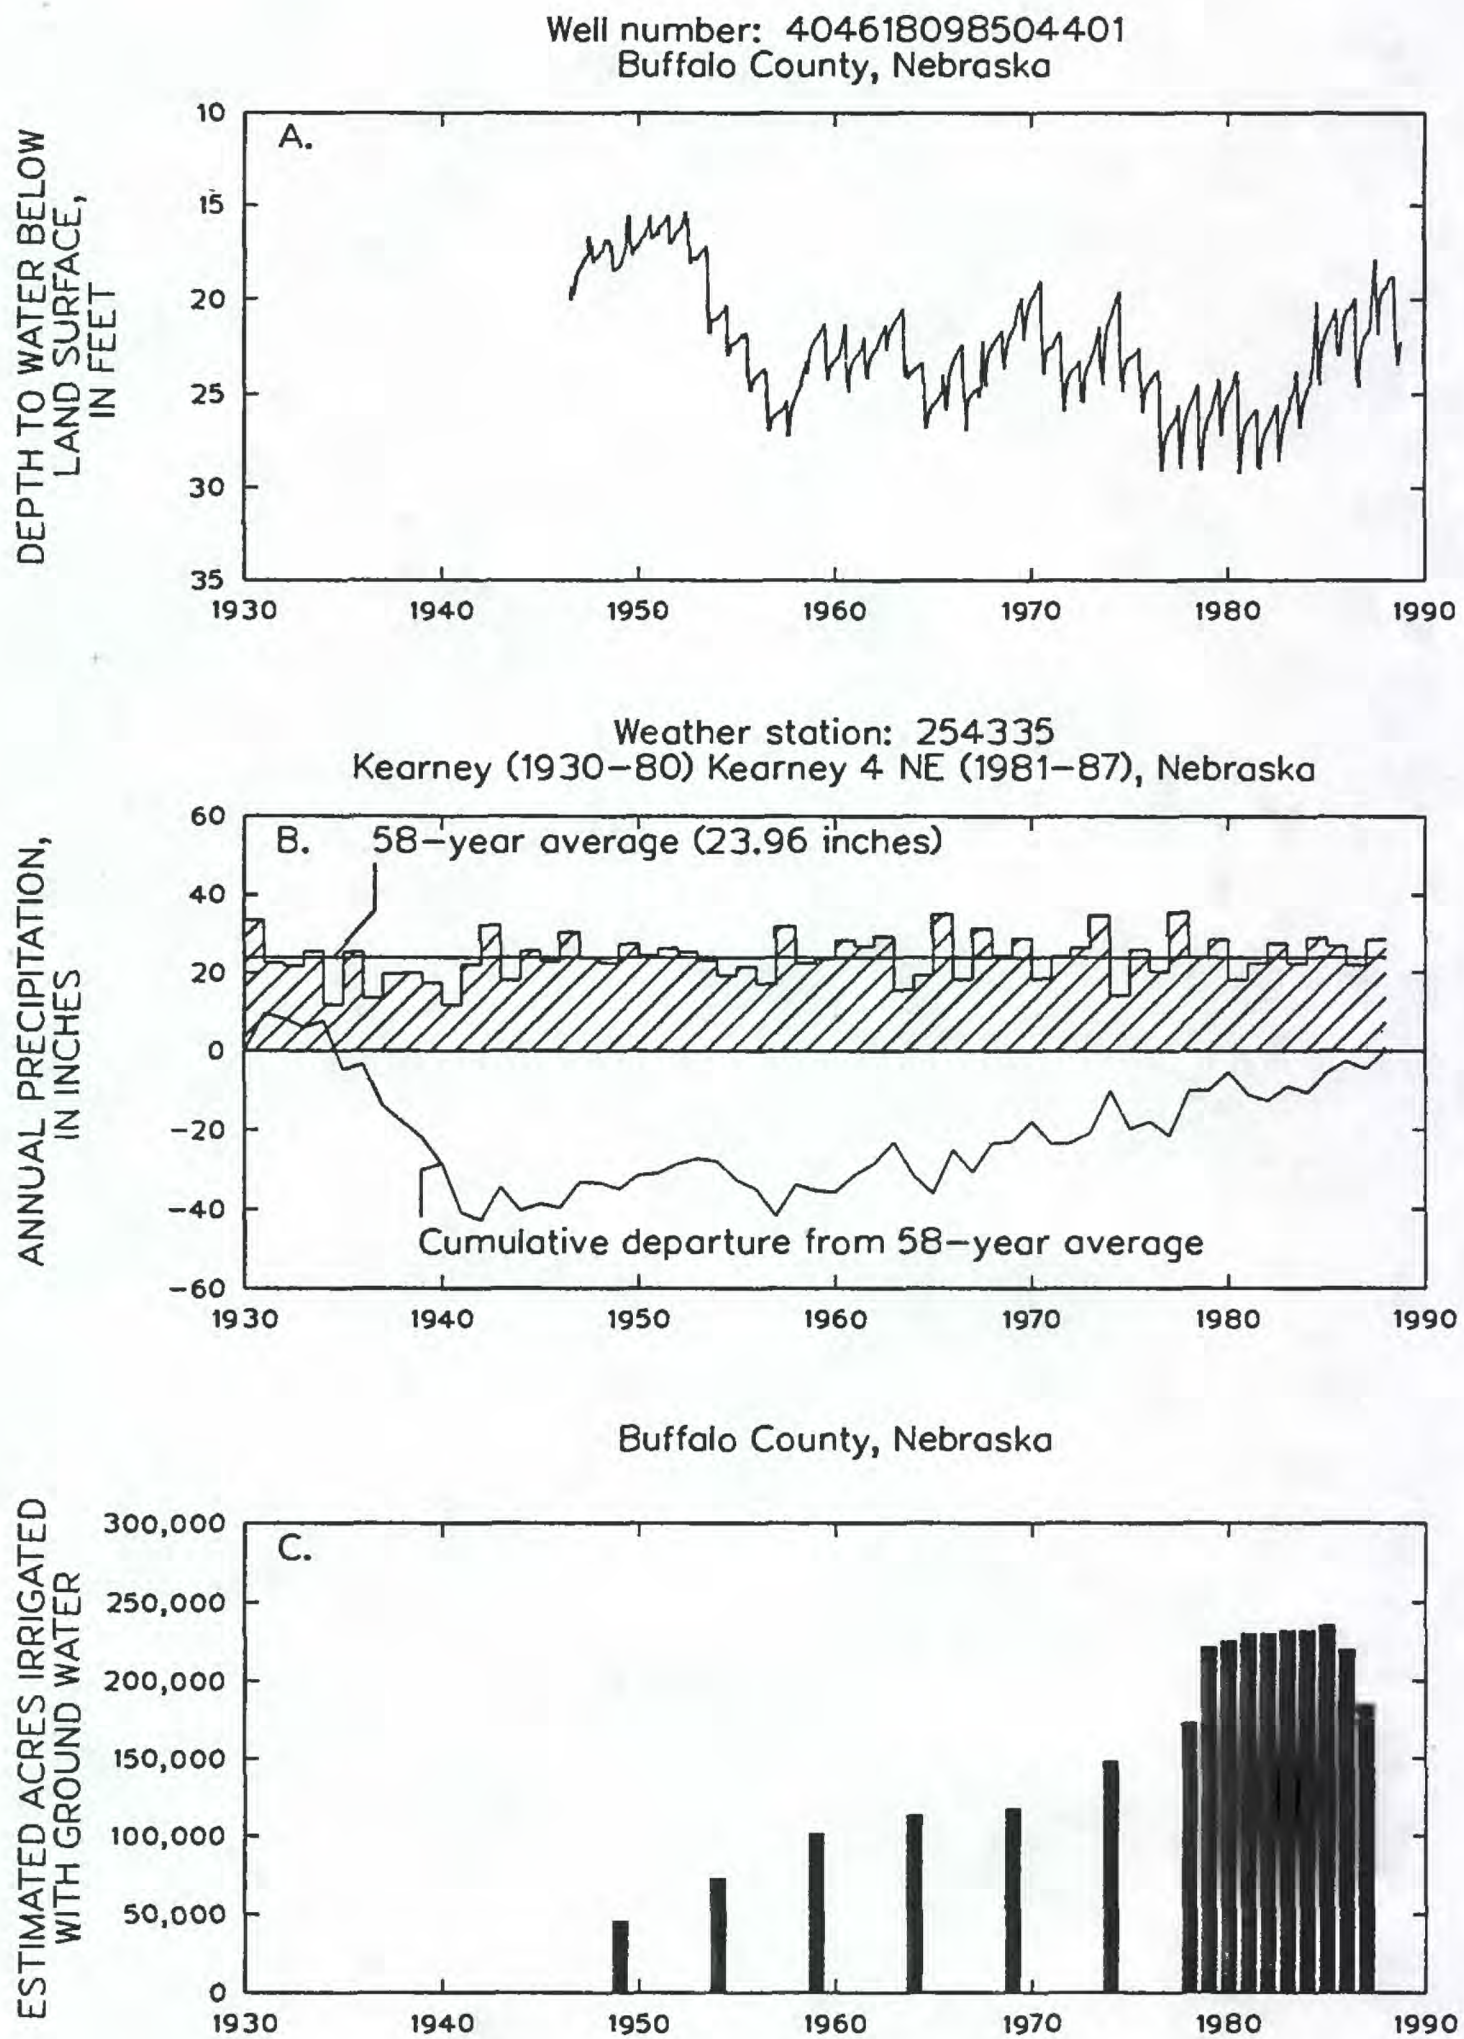 Well number: 404618098504401
Buffalo County, Nebraska
DEPTH TO WATER BELOW
LAND SURFACE,
IN FEET
A.
10
15
20
25
30
35
1930 1940 1950 1960 1970 1980 1990
Weather station: 254335
Kearney (1930-80) Kearney 4 NE (1981-87), Nebraska
ANNUAL PRECIPITATION,
IN INCHES
B. 58-year average (23.96 inches)
60
40
20
0
-20
-40
-60
Cumulative departure from 58-year average
1930 1940 1950 1960 1970 1980 1990
Buffalo County, Nebraska
ESTIMATED ACRES IRRIGATED
WITH GROUND WATER
C.
300,000
250,000
200,000
150,000
100,000
50,000
0
1930 1940 1950 1960 1970 1980 1990